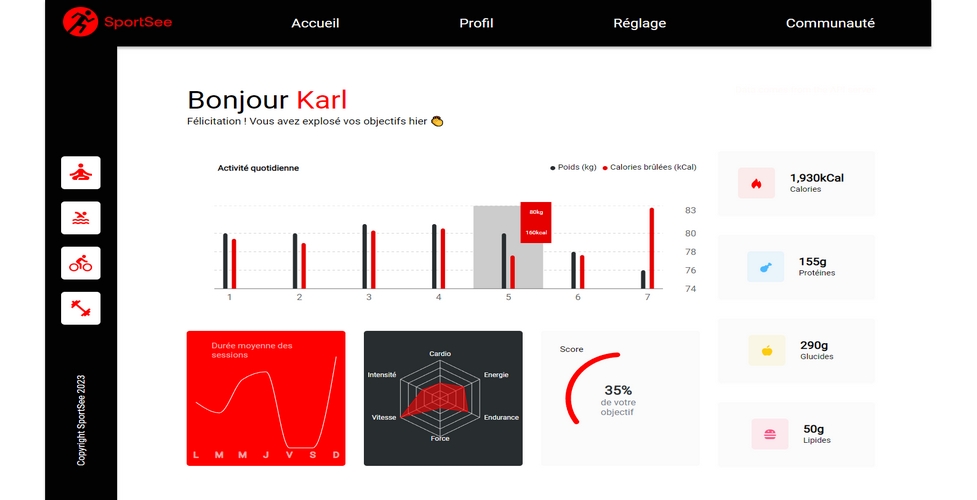 SportSee
Accueil
Profil
Réglage
Communauté
Bonjour Karl
Félicitation ! Vous avez explosé vos objectifs hier 👏
Activité quotidienne
Poids (kg)
Calories brûlées (kCal)
80kg
160kcal
83
80
78
76
74
1
2
3
4
5
6
7
1,930kCal
Calories
155g
Protéines
290g
Glucides
50g
Lipides
Durée moyenne des
sessions
L M M J V S D
Cardio
Energie
Endurance
Force
Vitesse
Intensité
Score
35%
de votre
objectif
Copyright SportSee 2023